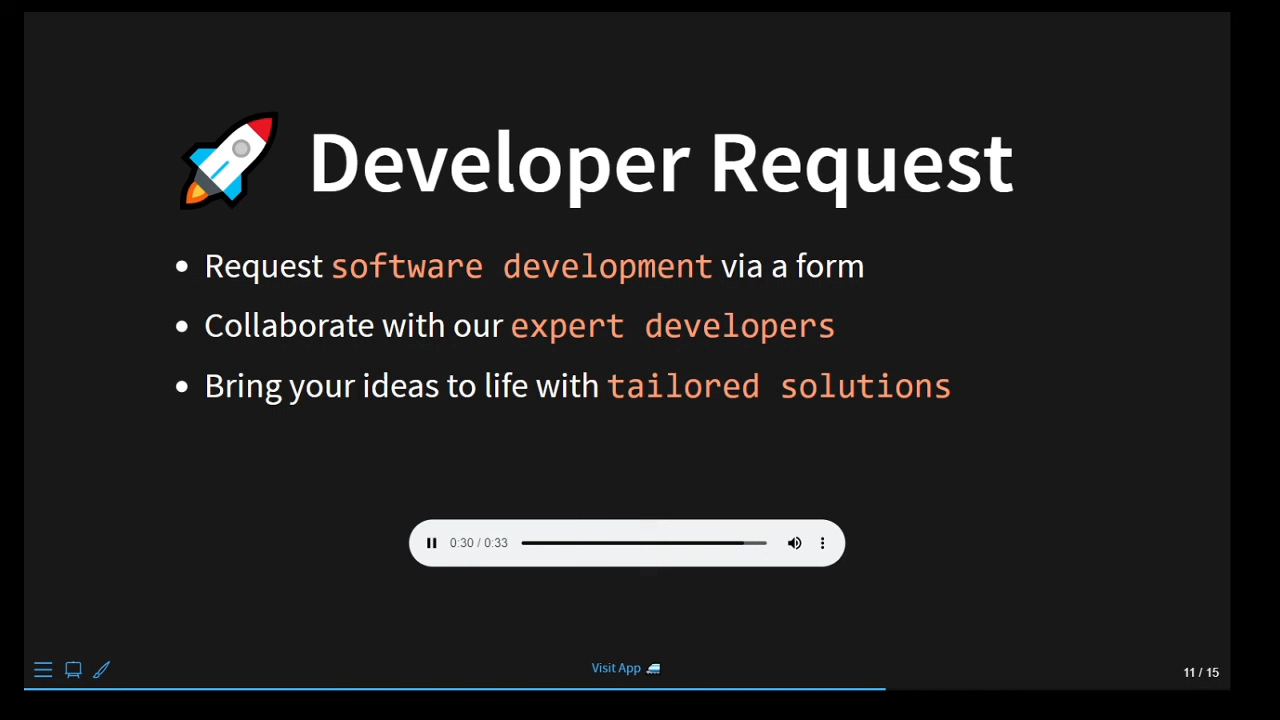 Developer Request
Request software development via a form
Collaborate with our expert developers
Bring your ideas to life with tailored solutions
0:30 / 0:33
Visit App
11 / 15